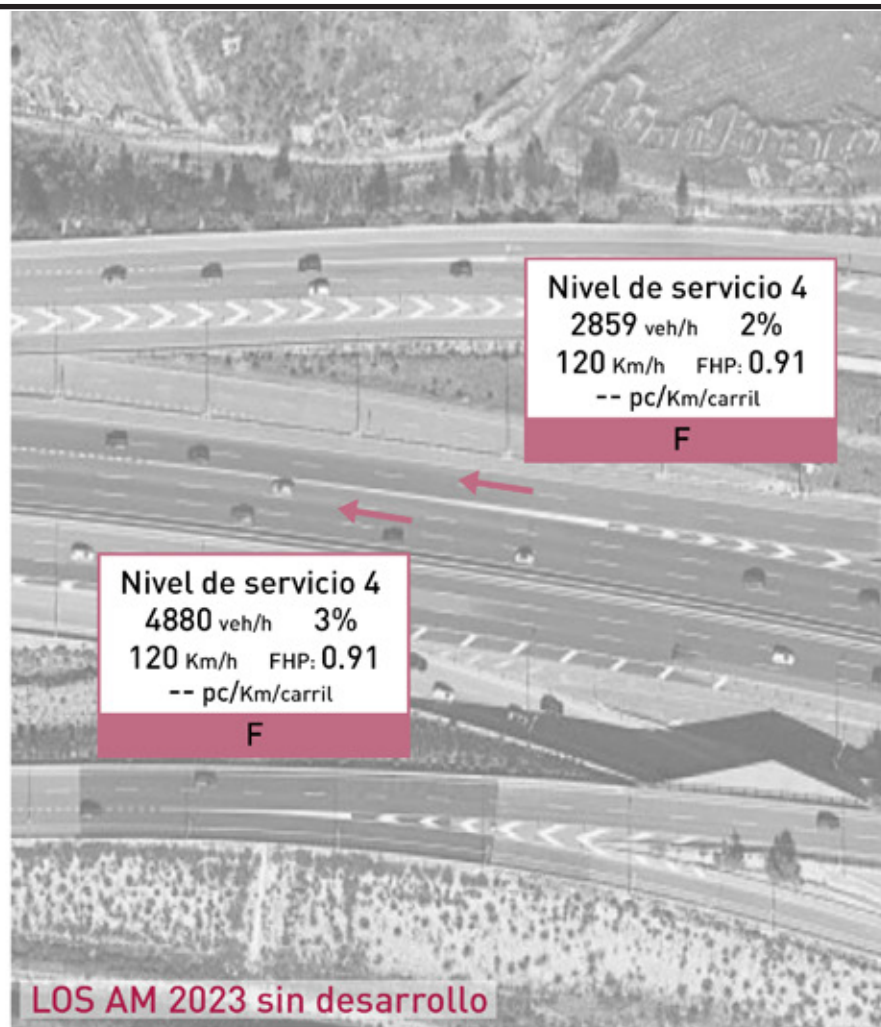 Nivel de servicio 4
2859 veh/h 2%
120 Km/h FHP: 0.91
-- pc/Km/carril
F
Nivel de servicio 4
4880 veh/h 3%
120 Km/h FHP: 0.91
-- pc/Km/carril
F
LOS AM 2023 sin desarrollo